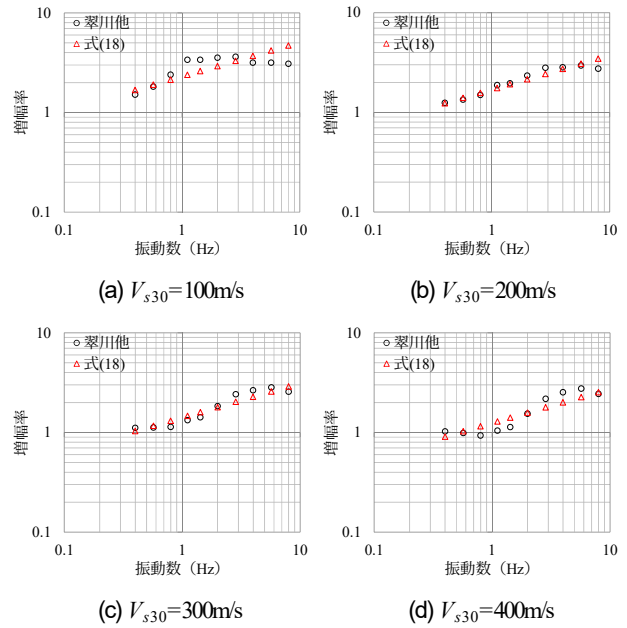 10
翠川他
式(18)
増幅率
1
0.1
0.1
1
10
振動数（Hz）
(a) Vs30=100m/s
10
翠川他
式(18)
増幅率
1
0.1
0.1
1
10
振動数（Hz）
(b) Vs30=200m/s
10
翠川他
式(18)
増幅率
1
0.1
0.1
1
10
振動数（Hz）
(c) Vs30=300m/s
10
翠川他
式(18)
増幅率
1
0.1
0.1
1
10
振動数（Hz）
(d) Vs30=400m/s